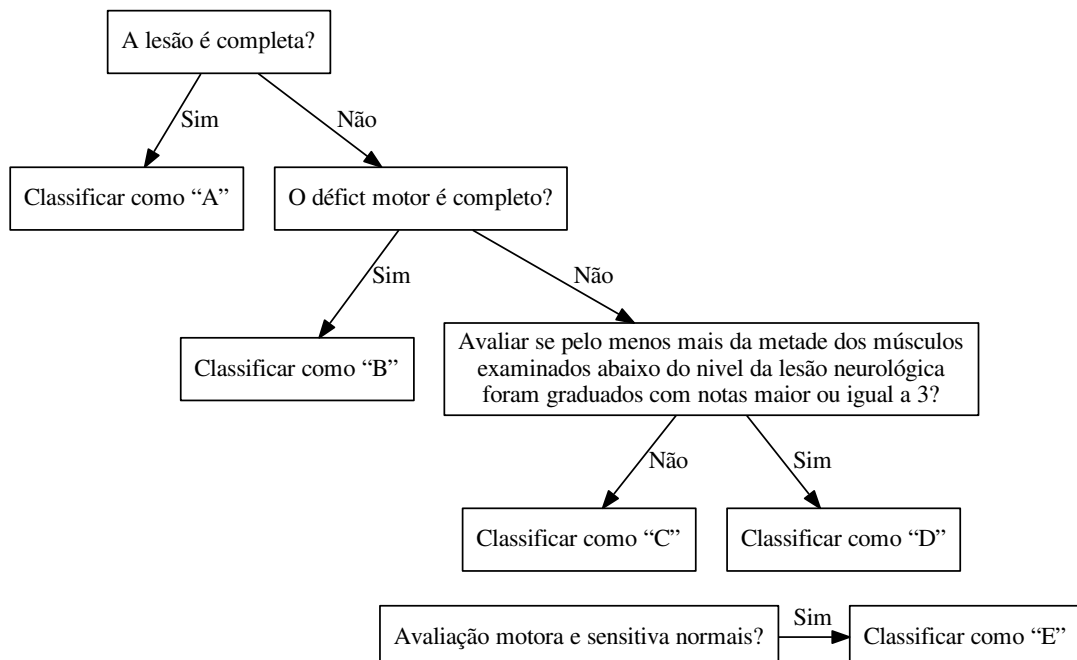 A lesão é completa?
Sim
Não
Classificar como “A”
O défict motor é completo?
Sim
Não
Classificar como “B”
Avaliar se pelo menos mais da metade dos músculos
examinados abaixo do nivel da lesão neurológica
foram graduados com notas maior ou igual a 3?
Não
Sim
Classificar como “C”
Classificar como “D”
Avaliação motora e sensitiva normais?
Sim
Classificar como “E”